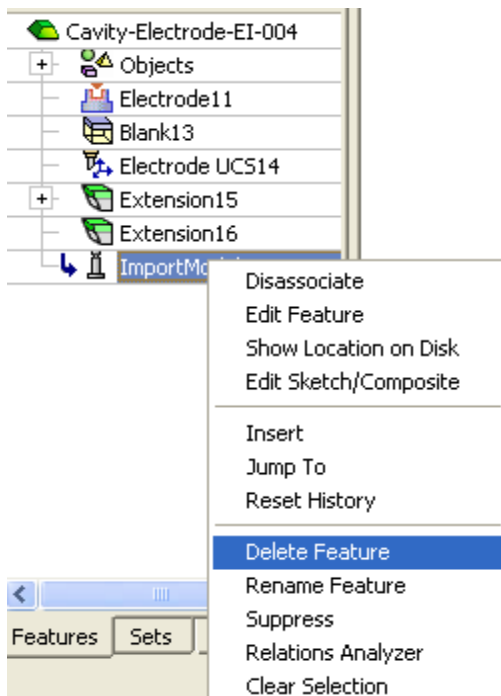 Cavity-Electrode-EI-004
Objects
Electrode11
Blank13
Electrode UCS14
Extension15
Extension16
Disassociate
Edit Feature
Show Location on Disk
Edit Sketch/Composite
Insert
Jump To
Reset History
Delete Feature
Rename Feature
Features Sets
Suppress
Relations Analyzer
Clear Selection